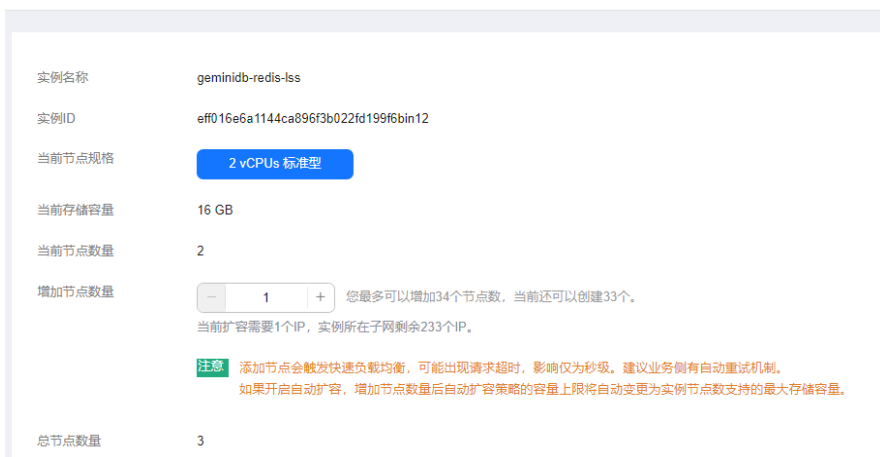 实例名称 geminidb-redis-lss
实例ID eff016e6a1144ca896f3b022fd199f6bin12
当前节点规格 2 vCPUs 标准型
当前存储容量 16 GB
当前节点数量 2
增加节点数量 － 1 + 您最多可以增加34个节点数，当前还可以创建33个。
当前扩容需要1个IP，实例所在子网剩余233个IP。
注意 添加节点会触发快速负载均衡，可能出现请求超时，影响仅为秒级。建议业务侧有自动重试机制。
如果开启自动扩容，增加节点数量后自动扩容策略的容量上限将自动变更为实例节点数支持的最大存储容量。
总节点数量 3